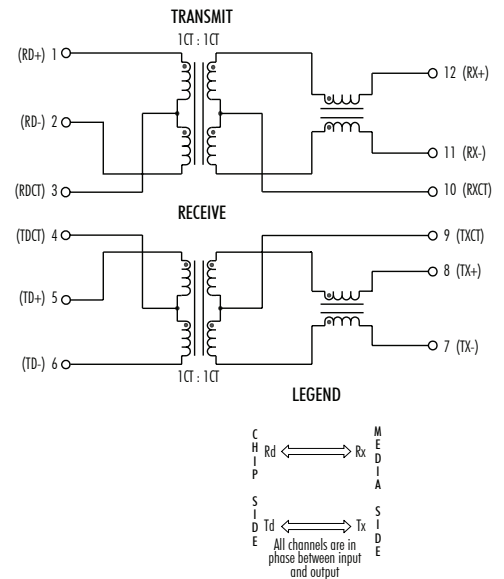 TRANSMIT
1CT : 1CT
(RD+) 1
12 (RX+)
(RD-) 2
11 (RX-)
(RDCT) 3
10 (RXCT)
RECEIVE
(TDCT) 4
9 (TXCT)
8 (TX+)
(TD+) 5
7 (TX-)
(TD-) 6
1CT : 1CT
LEGEND
CHIP SIDE
Rd
Rx
MEDIA SIDE
Td
Tx
All channels are in
phase between input
and output